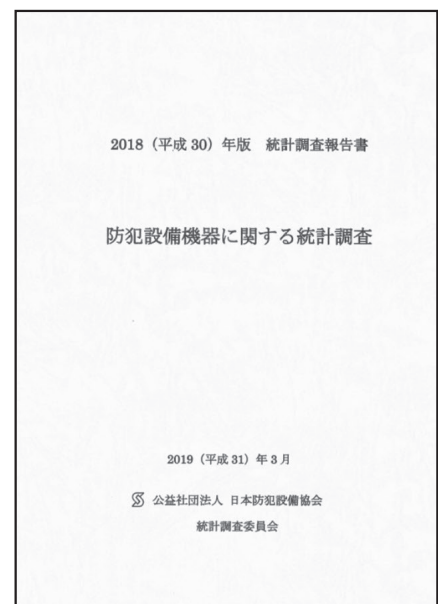 2018（平成 30）年版　統計調査報告書
防犯設備機器に関する統計調査
2019（平成 31）年 3 月
公益社団法人 日本防犯設備協会
統計調査委員会